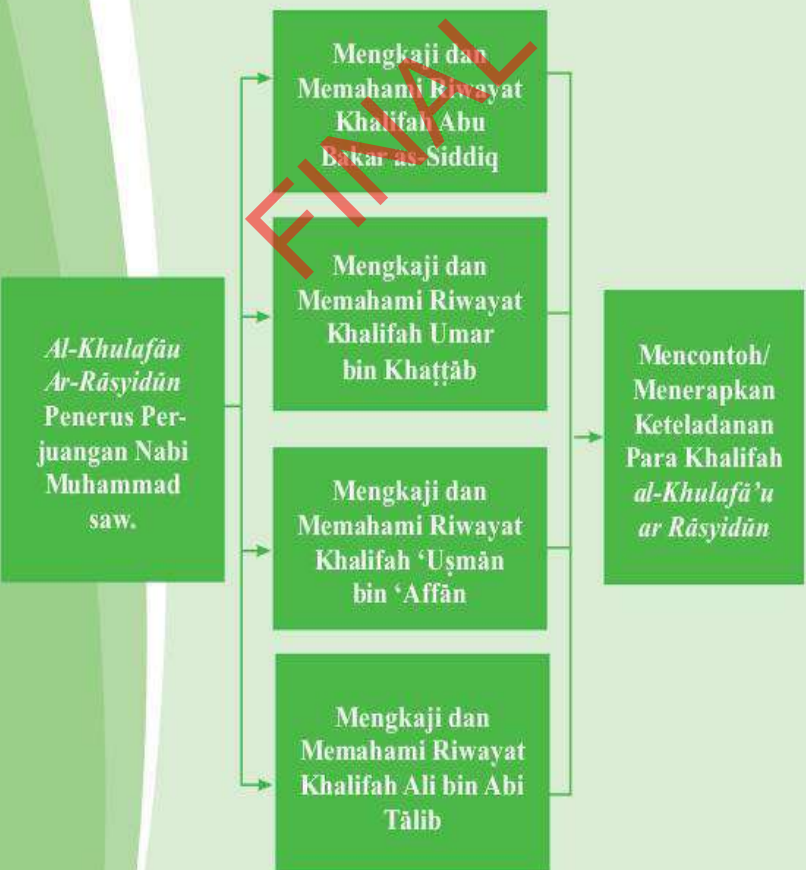 Al-Khulafāu
Ar-Rāsyidūn
Penerus Per-
juangan Nabi
Muhammad
saw.
Mengkaji dan
Memahami Riwayat
Khalifah Abu
Bakar as-Siddiq
Mengkaji dan
Memahami Riwayat
Khalifah Umar
bin Khaṭṭāb
Mengkaji dan
Memahami Riwayat
Khalifah ‘Uṣmān
bin ‘Affān
Mengkaji dan
Memahami Riwayat
Khalifah Ali bin Abi
Tālib
Mencontoh/
Menerapkan
Keteladanan
Para Khalifah
al-Khulafā’u
ar Rāsyidūn
FINAL